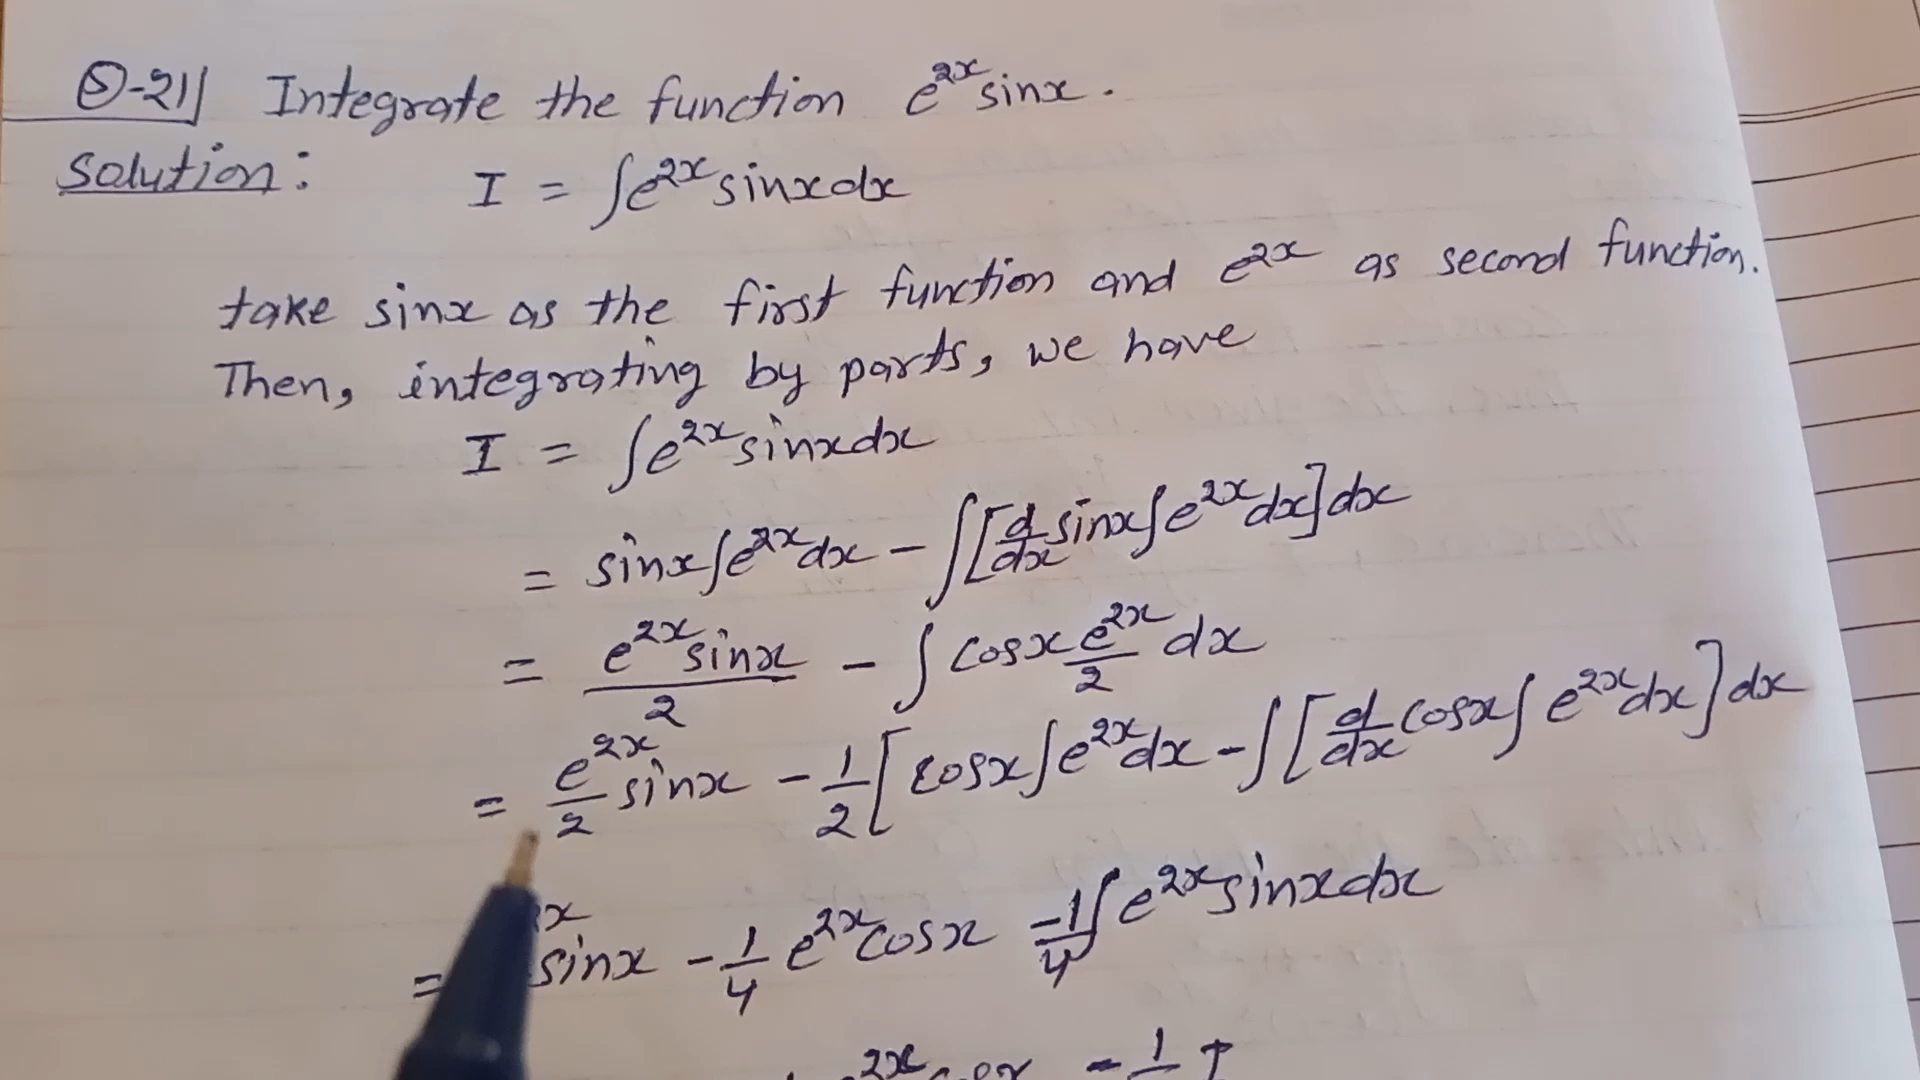 Q-21 Integrate the function e^{2x} sinx.
Solution: I = ∫e^{2x} sinx dx
take sinx as the first function and e^{2x} as second function.
Then, integrating by parts, we have
I = ∫e^{2x} sinx dx
= sinx∫e^{2x}dx - ∫[d/dx sinx∫e^{2x}dx]dx
= e^{2x}sinx/2 - ∫cosx e^{2x}/2 dx
= e^{2x}/2 sinx - 1/2[cosx∫e^{2x}dx - ∫[d/dx cosx∫e^{2x}dx]dx
= x sinx - 1/4 e^{2x}cosx - 1/4∫e^{2x}sinx dx
2x cosx - 1 I